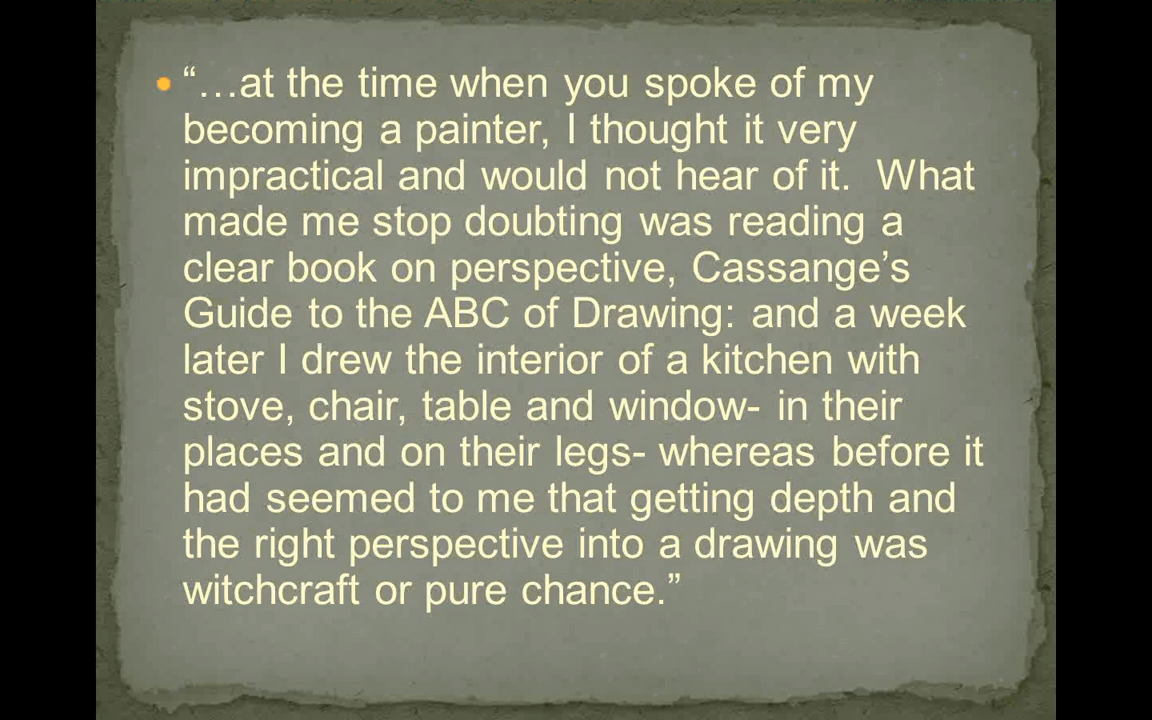 “…at the time when you spoke of my
becoming a painter, I thought it very
impractical and would not hear of it.  What
made me stop doubting was reading a
clear book on perspective, Cassange’s
Guide to the ABC of Drawing: and a week
later I drew the interior of a kitchen with
stove, chair, table and window- in their
places and on their legs- whereas before it
had seemed to me that getting depth and
the right perspective into a drawing was
witchcraft or pure chance.”